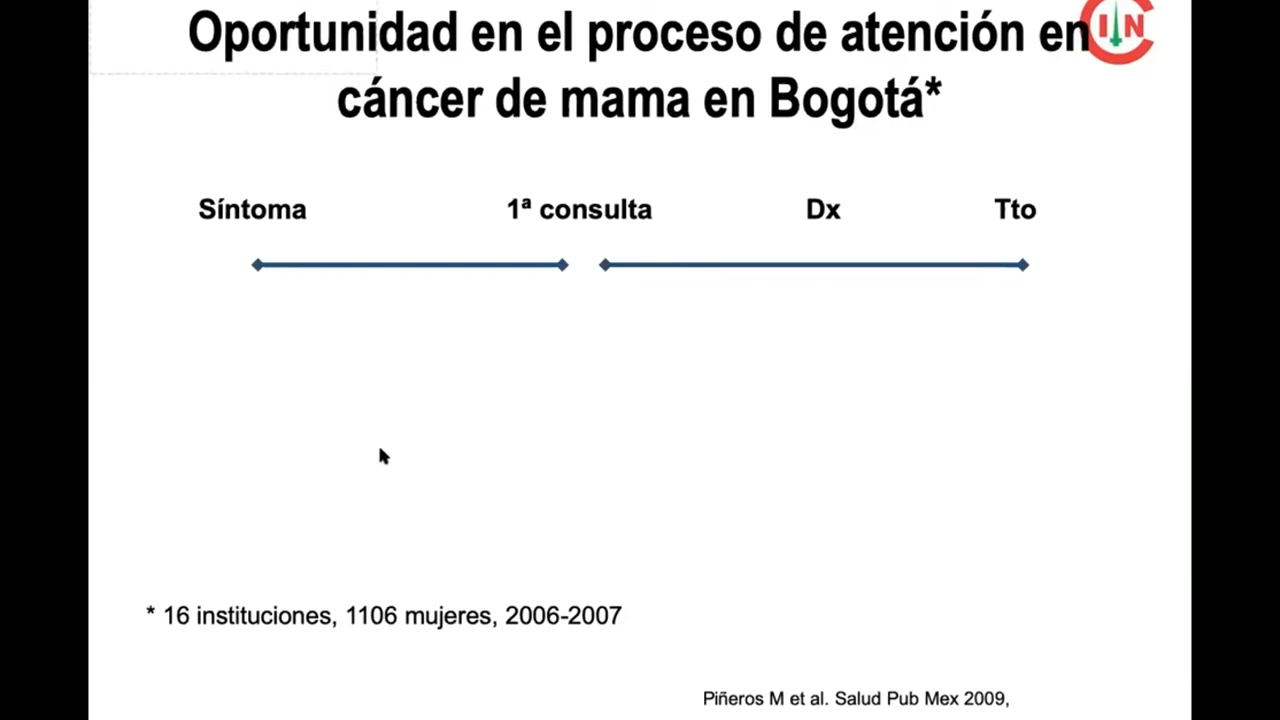 Oportunidad en el proceso de atención en
cáncer de mama en Bogotá*
Síntoma 1ª consulta Dx Tto
* 16 instituciones, 1106 mujeres, 2006-2007
Piñeros M et al. Salud Pub Mex 2009,